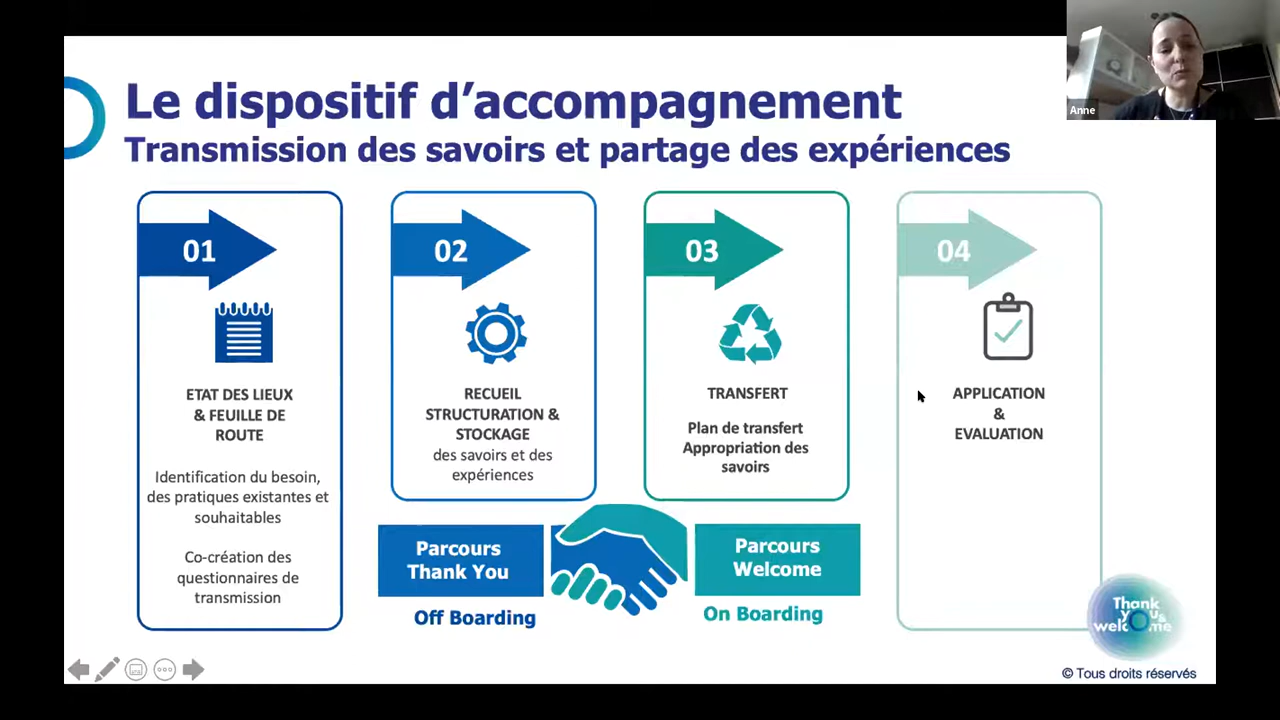 Le dispositif d’accompagnement
Transmission des savoirs et partage des expériences
Anne
01
ETAT DES LIEUX
& FEUILLE DE
ROUTE
Identification du besoin,
des pratiques existantes et
souhaitables
Co-création des
questionnaires de
transmission
02
RECUEIL
STRUCTURATION &
STOCKAGE
des savoirs et des
expériences
03
TRANSFERT
Plan de transfert
Appropriation des
savoirs
04
APPLICATION
&
EVALUATION
Parcours
Thank You
Off Boarding
Parcours
Welcome
On Boarding
Thank
you &
welcome
© Tous droits réservés